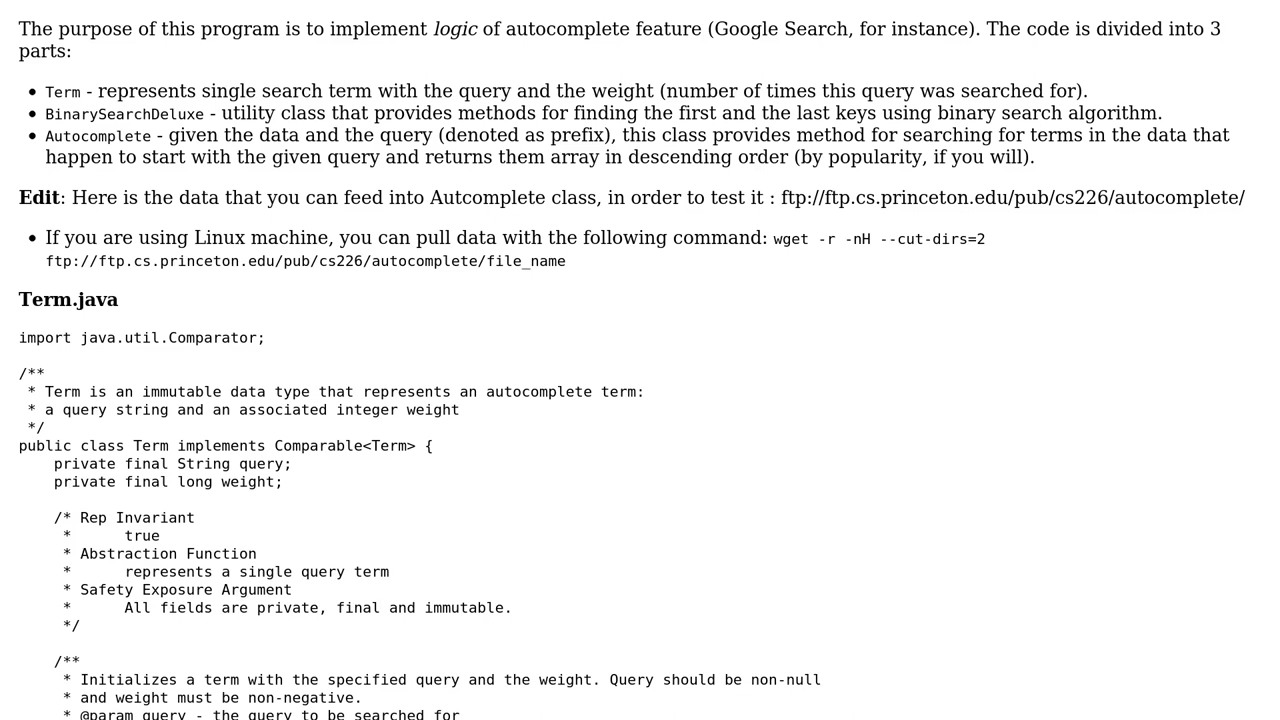 The purpose of this program is to implement logic of autocomplete feature (Google Search, for instance). The code is divided into 3
parts:
• Term - represents single search term with the query and the weight (number of times this query was searched for).
• BinarySearchDeluxe - utility class that provides methods for finding the first and the last keys using binary search algorithm.
• Autocomplete - given the data and the query (denoted as prefix), this class provides method for searching for terms in the data that
happen to start with the given query and returns them array in descending order (by popularity, if you will).
Edit: Here is the data that you can feed into Autcomplete class, in order to test it : ftp://ftp.cs.princeton.edu/pub/cs226/autocomplete/
• If you are using Linux machine, you can pull data with the following command: wget -r -nH --cut-dirs=2
ftp://ftp.cs.princeton.edu/pub/cs226/autocomplete/file_name
Term.java
import java.util.Comparator;
/**
 * Term is an immutable data type that represents an autocomplete term:
 * a query string and an associated integer weight
 */
public class Term implements Comparable<Term> {
    private final String query;
    private final long weight;
    /* Rep Invariant
     *      true
     * Abstraction Function
     *      represents a single query term
     * Safety Exposure Argument
     *      All fields are private, final and immutable.
     */
    /**
     * Initializes a term with the specified query and the weight. Query should be non-null
     * and weight must be non-negative.
     * @param query - the query to be searched for